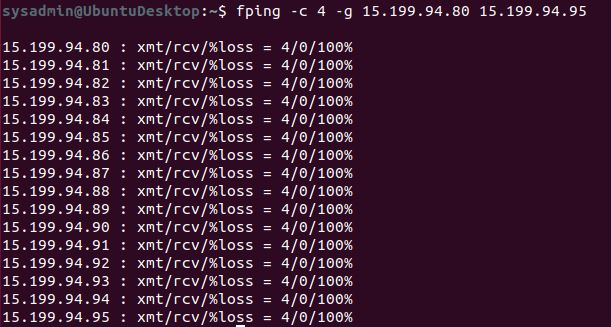 sysadmin@UbuntuDesktop:~$ fping -c 4 -g 15.199.94.80 15.199.94.95
15.199.94.80 : xmt/rcv/%loss = 4/0/100%
15.199.94.81 : xmt/rcv/%loss = 4/0/100%
15.199.94.82 : xmt/rcv/%loss = 4/0/100%
15.199.94.83 : xmt/rcv/%loss = 4/0/100%
15.199.94.84 : xmt/rcv/%loss = 4/0/100%
15.199.94.85 : xmt/rcv/%loss = 4/0/100%
15.199.94.86 : xmt/rcv/%loss = 4/0/100%
15.199.94.87 : xmt/rcv/%loss = 4/0/100%
15.199.94.88 : xmt/rcv/%loss = 4/0/100%
15.199.94.89 : xmt/rcv/%loss = 4/0/100%
15.199.94.90 : xmt/rcv/%loss = 4/0/100%
15.199.94.91 : xmt/rcv/%loss = 4/0/100%
15.199.94.92 : xmt/rcv/%loss = 4/0/100%
15.199.94.93 : xmt/rcv/%loss = 4/0/100%
15.199.94.94 : xmt/rcv/%loss = 4/0/100%
15.199.94.95 : xmt/rcv/%loss = 4/0/100%